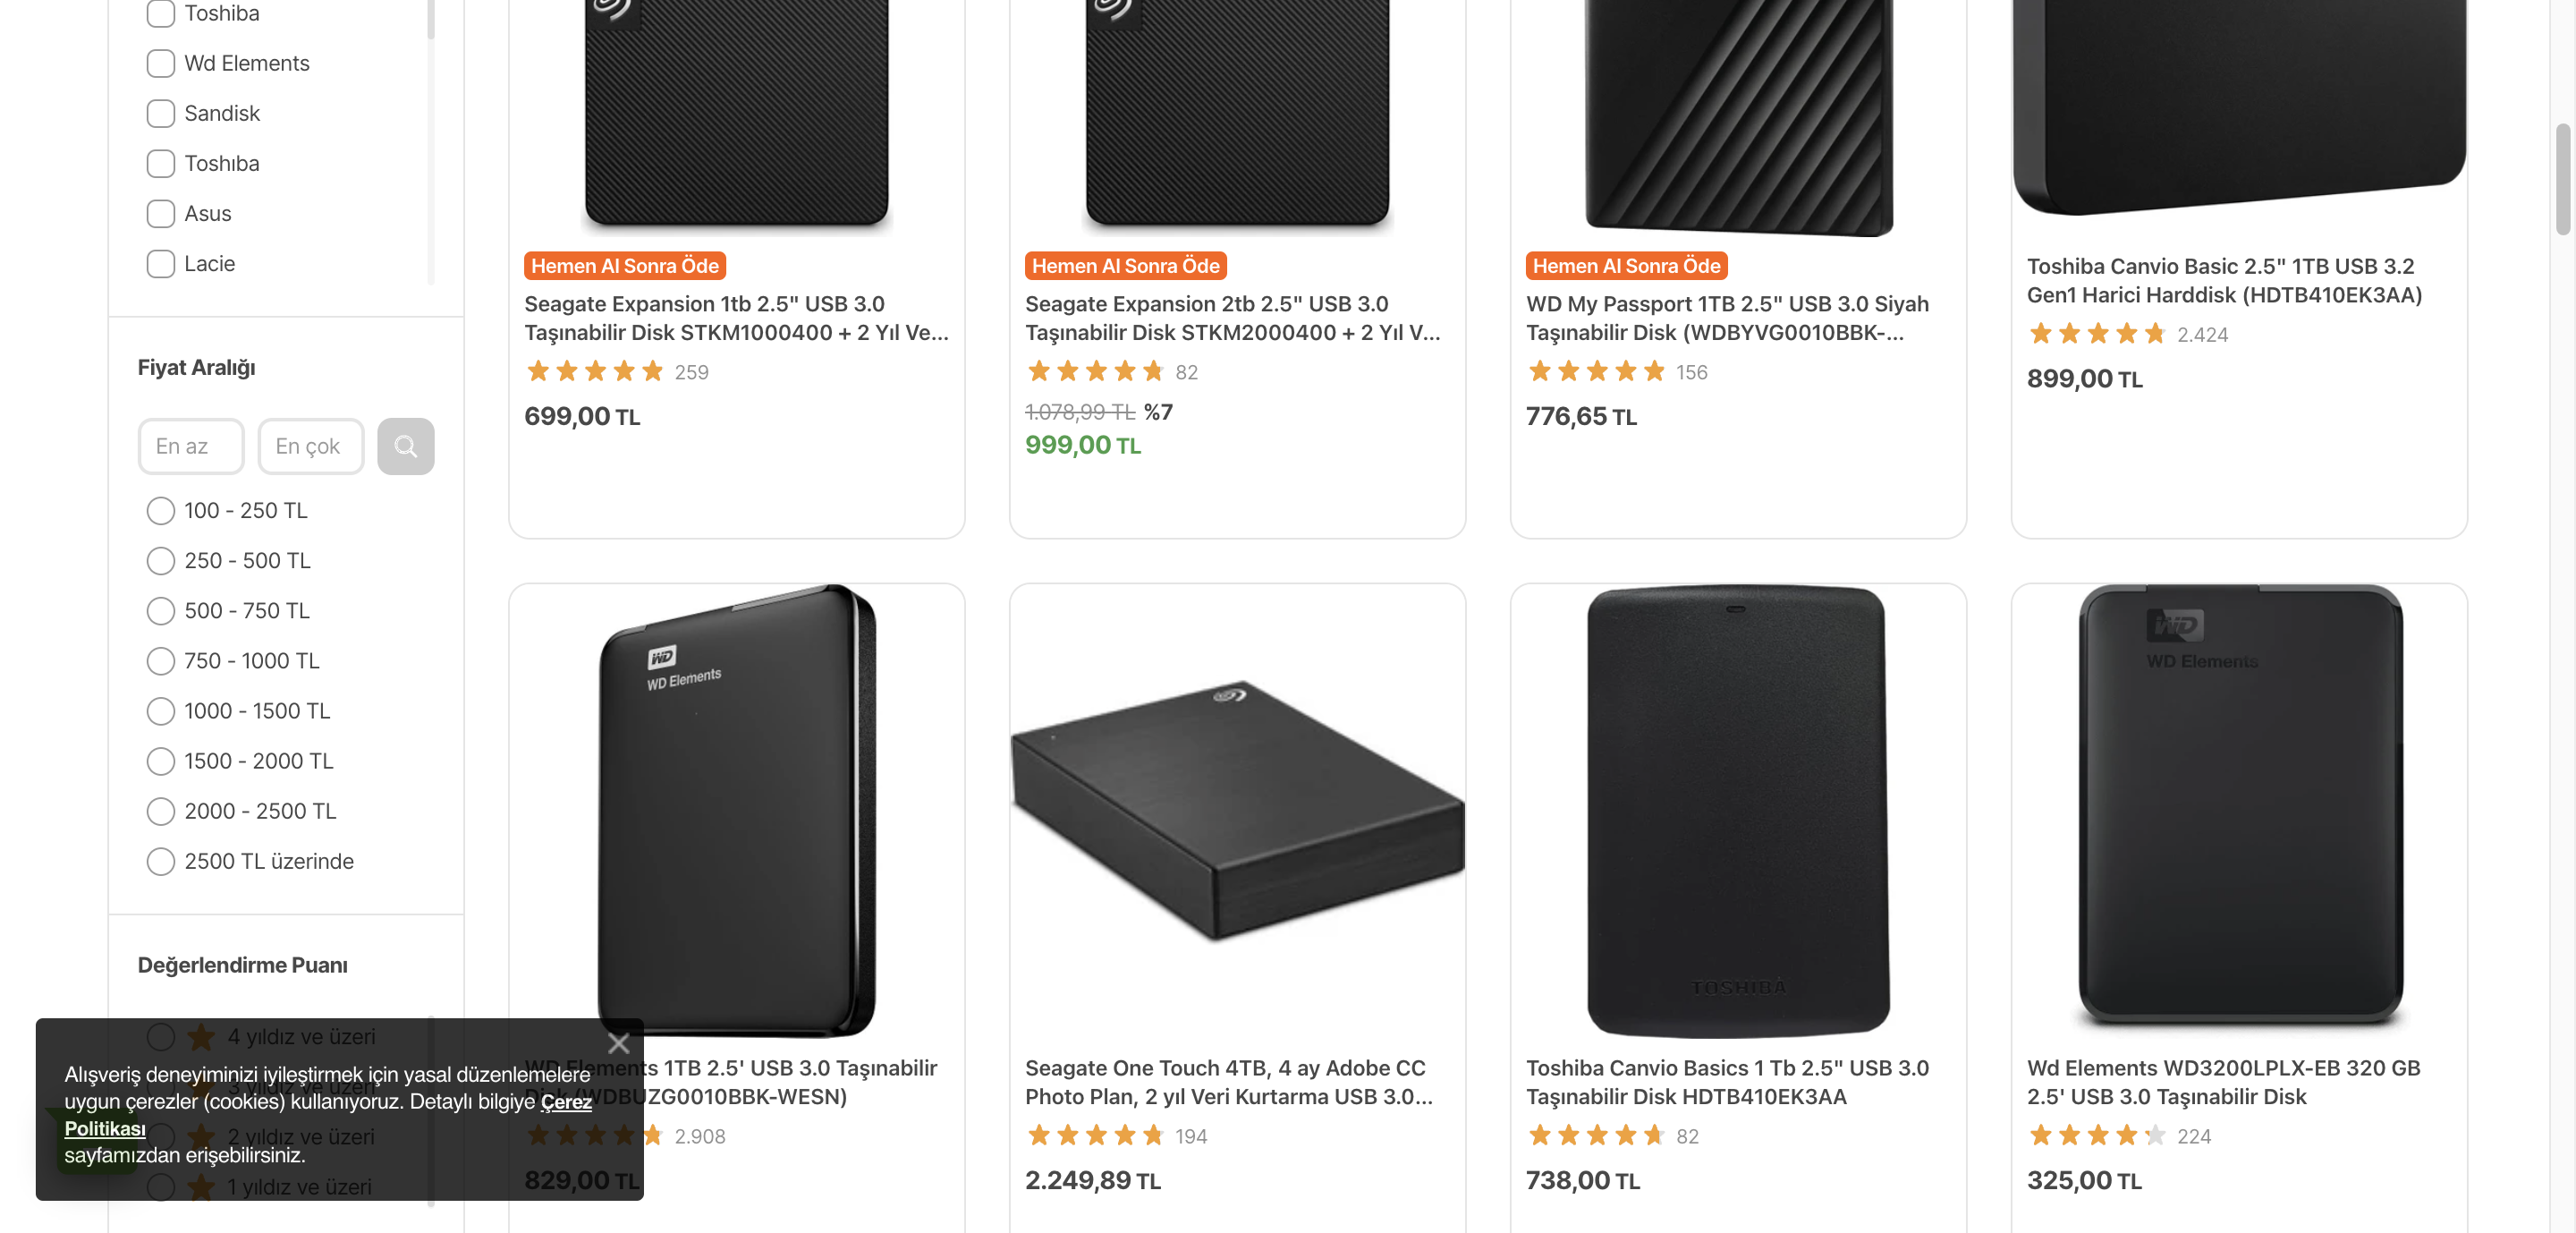 Toshiba
Wd Elements
Sandisk
Toshıba
Asus
Lacie
Fiyat Aralığı
En az
En çok
100 - 250 TL
250 - 500 TL
500 - 750 TL
750 - 1000 TL
1000 - 1500 TL
1500 - 2000 TL
2000 - 2500 TL
2500 TL üzerinde
Değerlendirme Puanı
4 yıldız ve üzeri
3 yıldız ve üzeri
2 yıldız ve üzeri
1 yıldız ve üzeri
Alışveriş deneyiminizi iyileştirmek için yasal düzenlemelere
uygun çerezler (cookies) kullanıyoruz. Detaylı bilgiye Çerez
Politikası
sayfamızdan erişebilirsiniz.
Hemen Al Sonra Öde
Seagate Expansion 1tb 2.5" USB 3.0
Taşınabilir Disk STKM1000400 + 2 Yıl Ve...
259
699,00 TL
Hemen Al Sonra Öde
Seagate Expansion 2tb 2.5" USB 3.0
Taşınabilir Disk STKM2000400 + 2 Yıl V...
82
1.078,99 TL %7
999,00 TL
Hemen Al Sonra Öde
WD My Passport 1TB 2.5" USB 3.0 Siyah
Taşınabilir Disk (WDBYVG0010BBK-...
156
776,65 TL
Toshiba Canvio Basic 2.5" 1TB USB 3.2
Gen1 Harici Harddisk (HDTB410EK3AA)
2.424
899,00 TL
WD
WD Elements
WD Elements 1TB 2.5' USB 3.0 Taşınabilir
Disk (WDBUZG0010BBK-WESN)
2.908
829,00 TL
Seagate One Touch 4TB, 4 ay Adobe CC
Photo Plan, 2 yıl Veri Kurtarma USB 3.0...
194
2.249,89 TL
TOSHIBA
Toshiba Canvio Basics 1 Tb 2.5" USB 3.0
Taşınabilir Disk HDTB410EK3AA
82
738,00 TL
WD
WD Elements
Wd Elements WD3200LPLX-EB 320 GB
2.5' USB 3.0 Taşınabilir Disk
224
325,00 TL